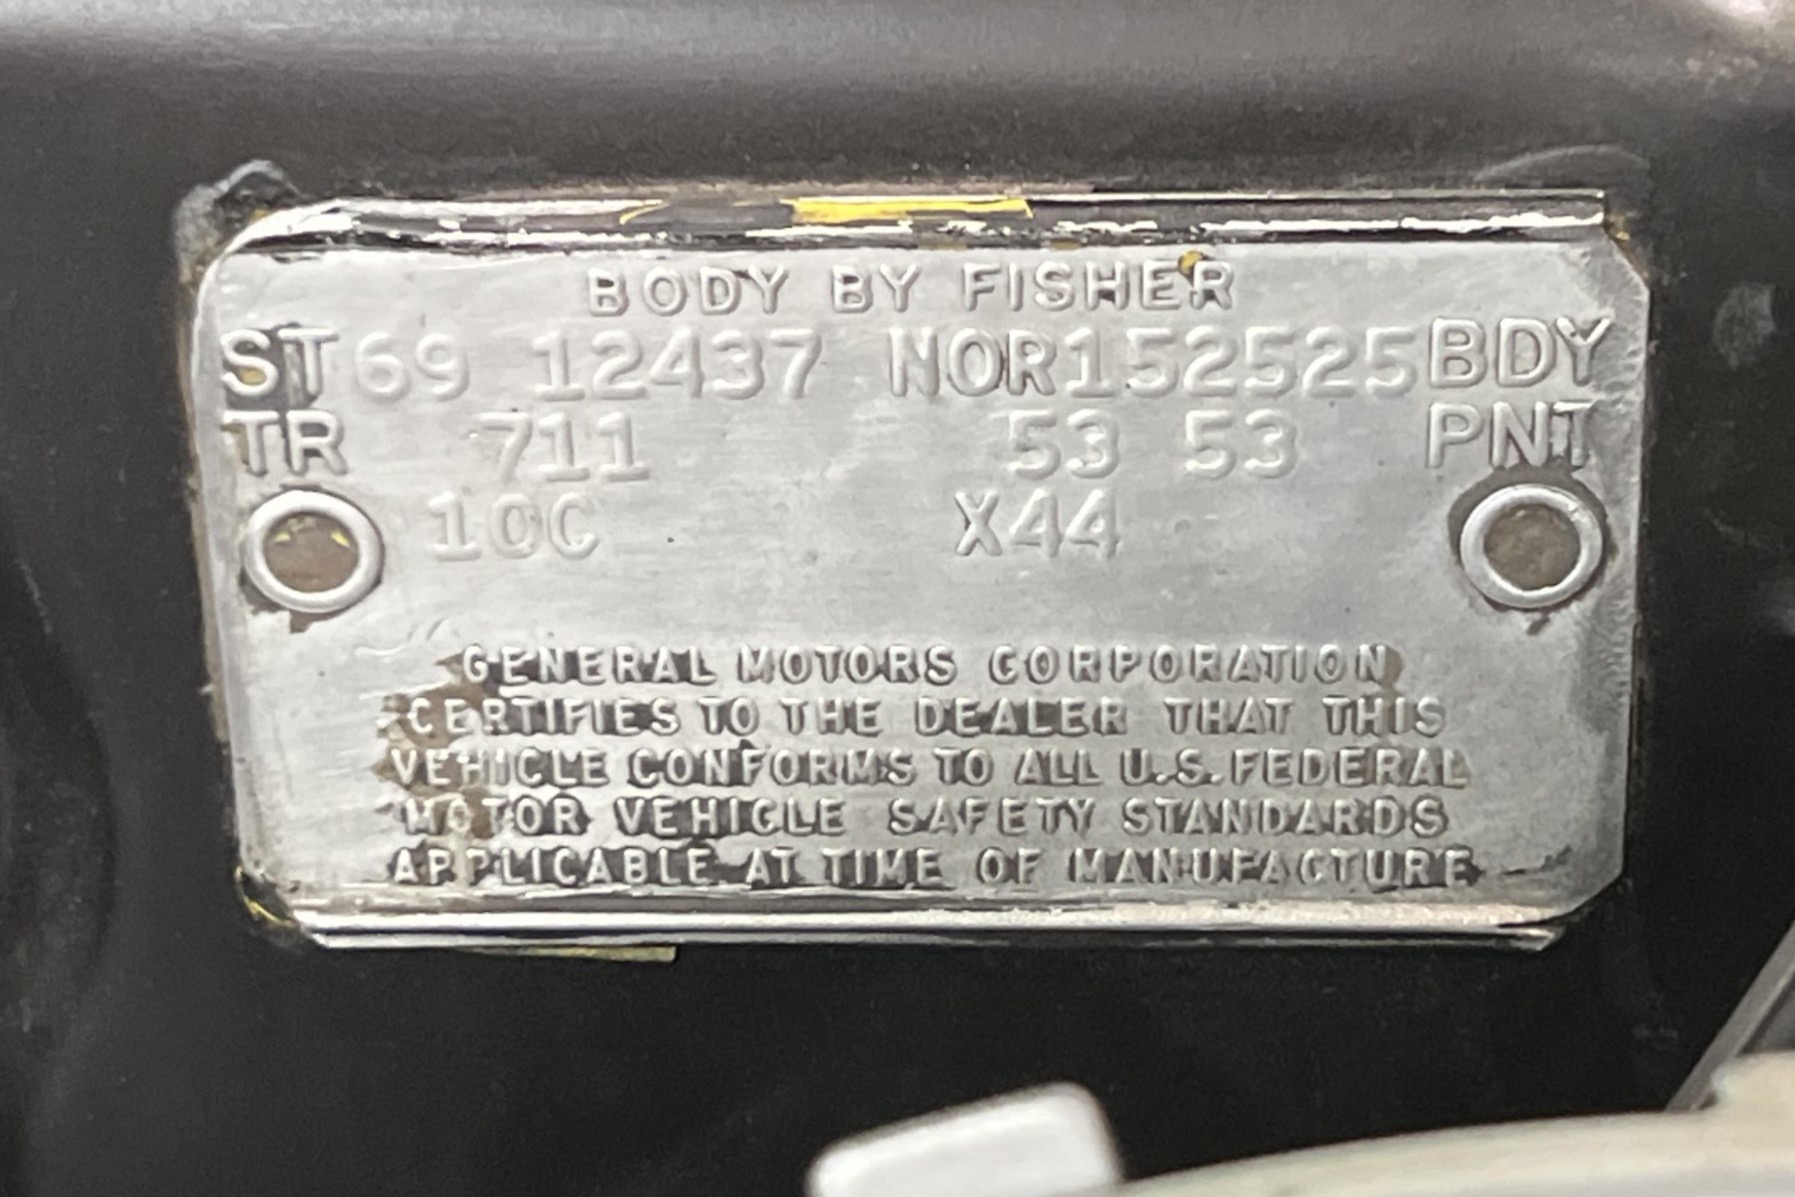 BODY BY FISHER
ST 69 12437 NOR152525 BDY
TR 711 53 53 PNT
10C X44
GENERAL MOTORS CORPORATION
CERTIFIES TO THE DEALER THAT THIS
VEHICLE CONFORMS TO ALL U.S. FEDERAL
MOTOR VEHICLE SAFETY STANDARDS
APPLICABLE AT TIME OF MANUFACTURE